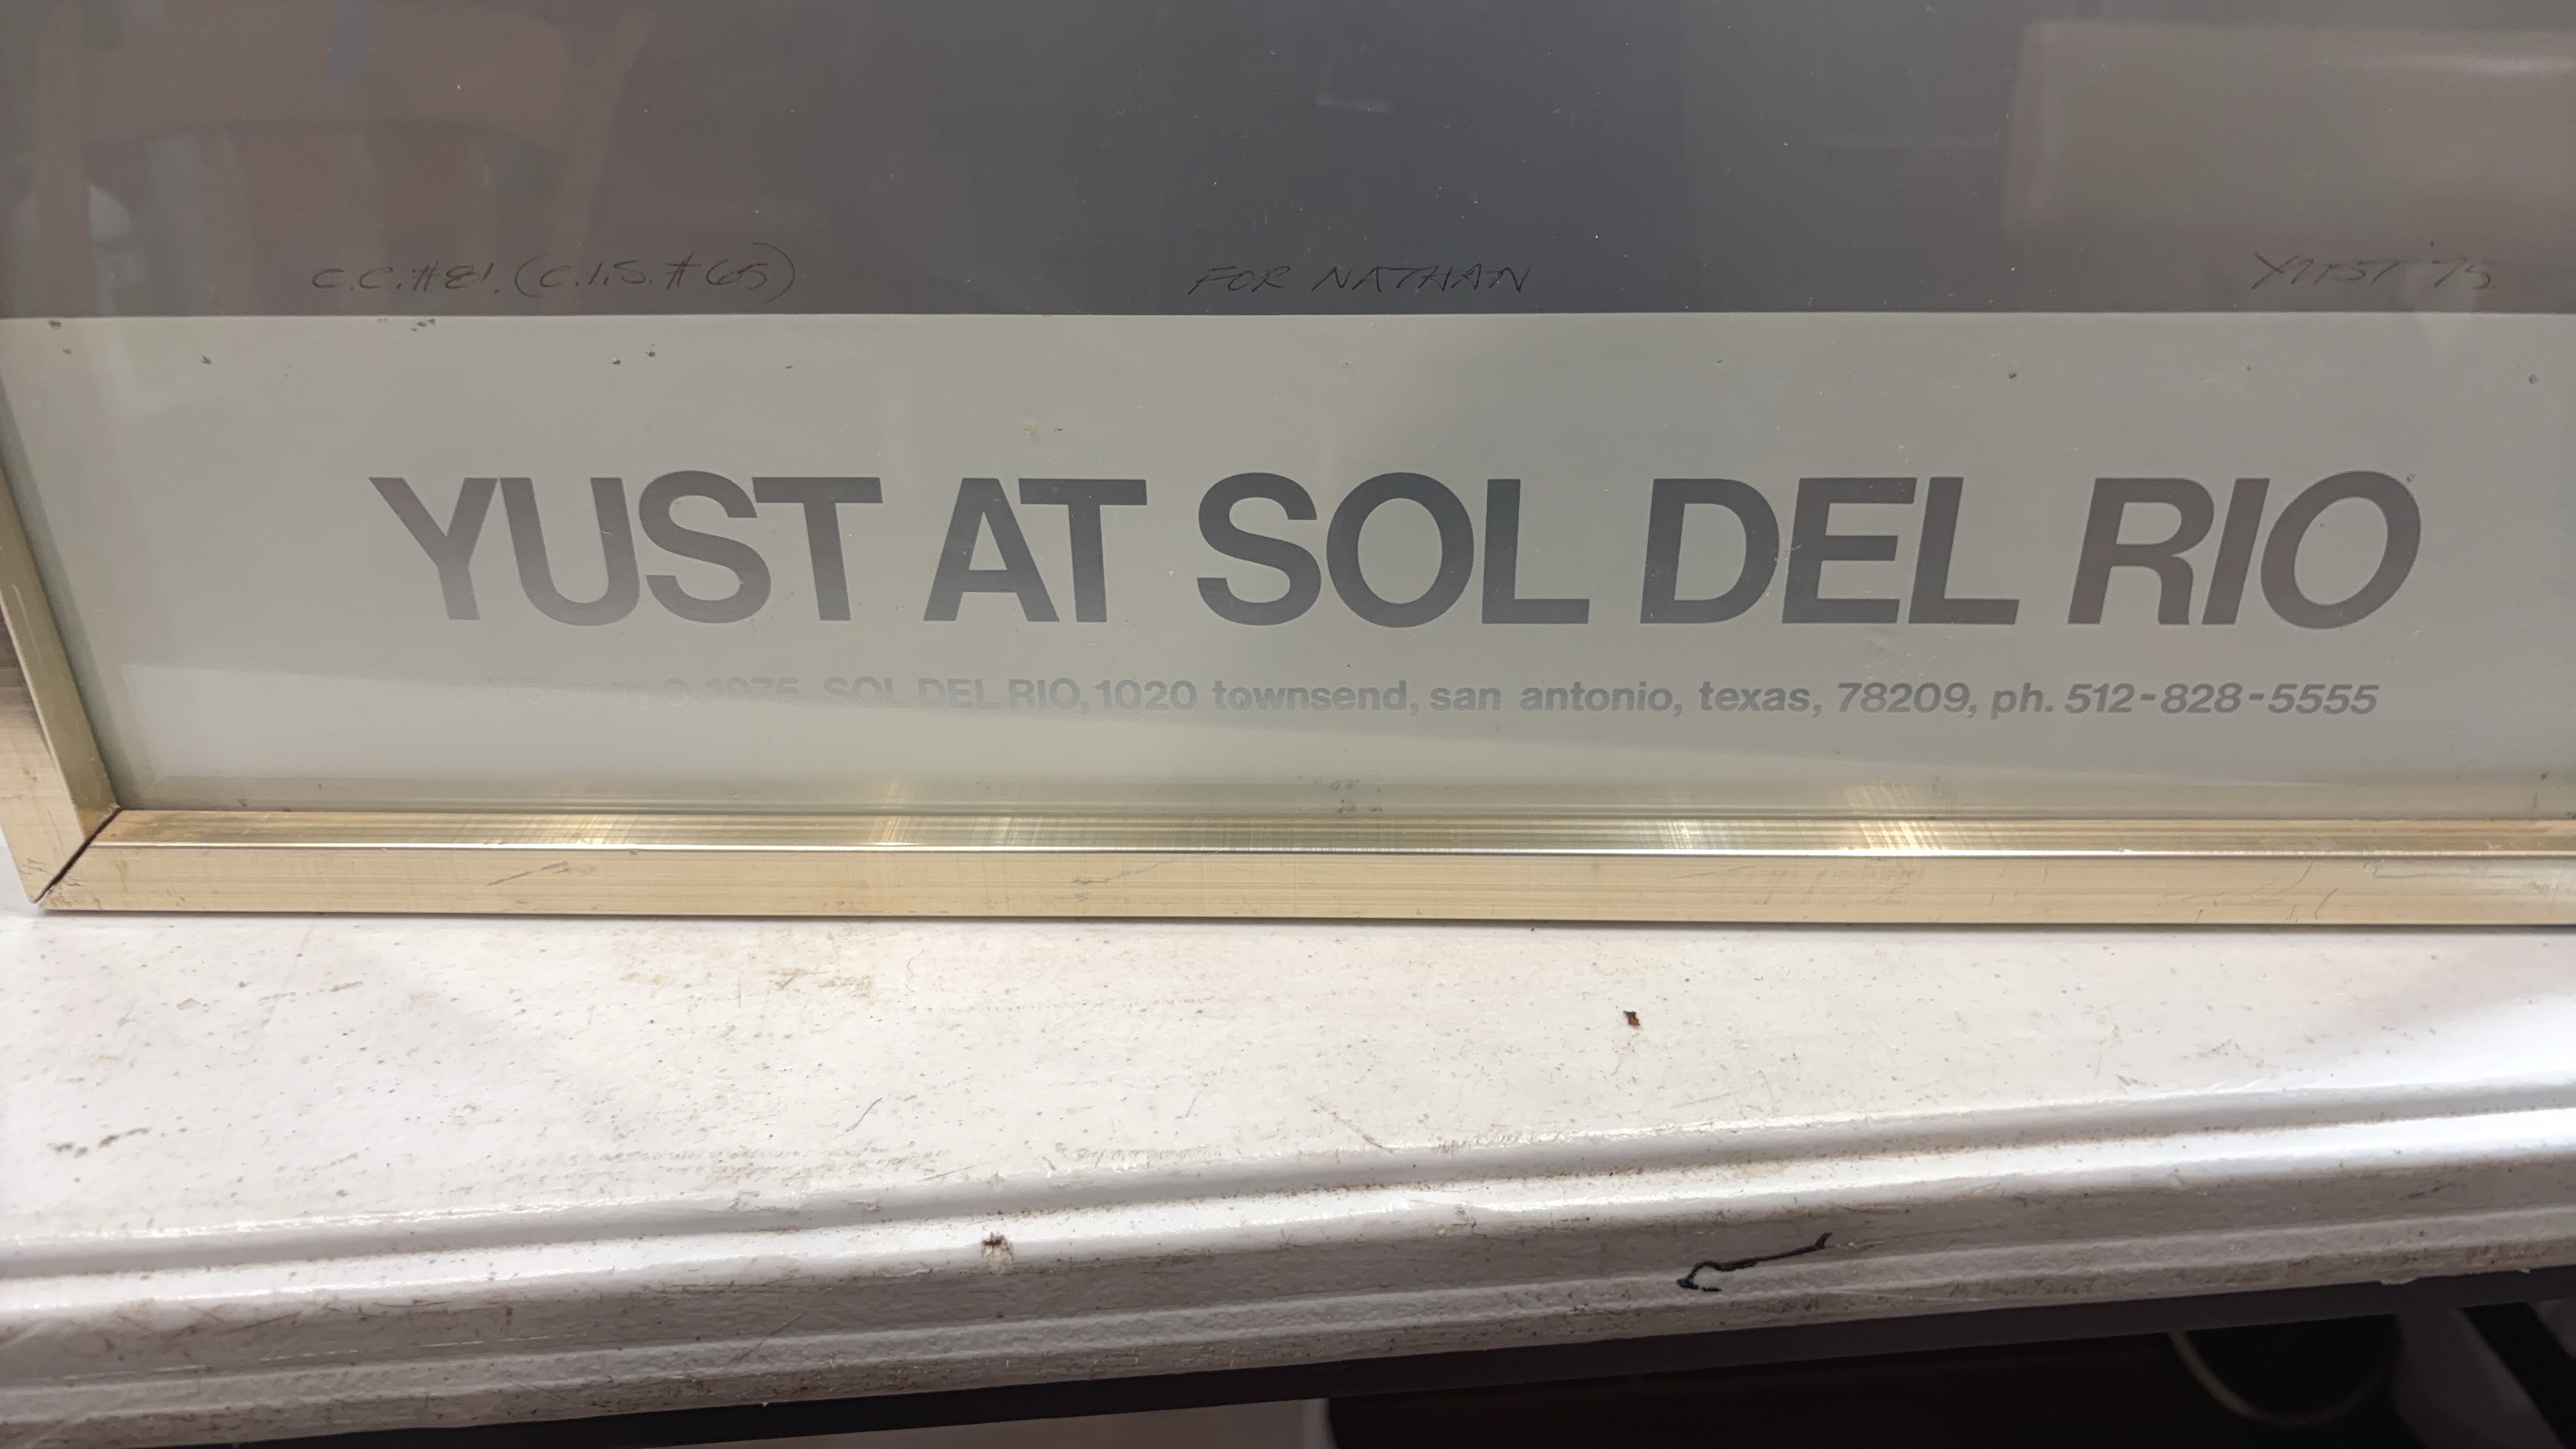 C.C.#81. (C.I.S. #65) FOR NATHAN YUST '75
YUST AT SOL DEL RIO
9, 1975, SOL DEL RIO, 1020 townsend, san antonio, texas, 78209, ph. 512-828-5555